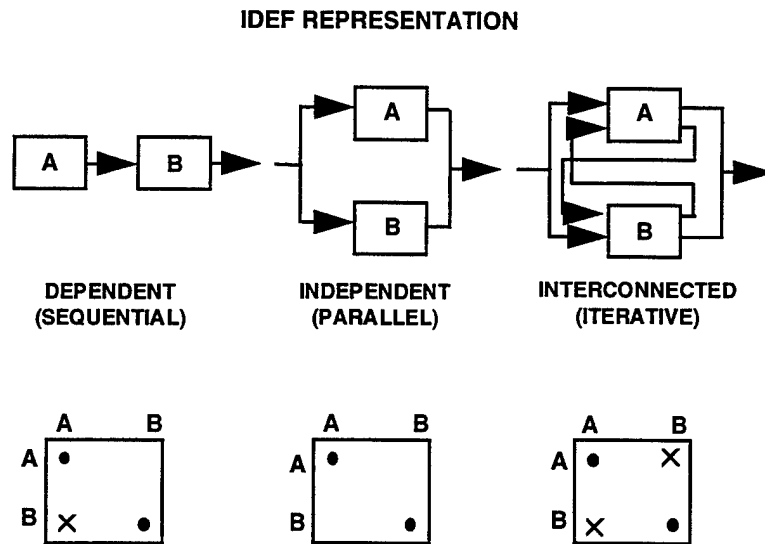 IDEF REPRESENTATION
A
B
A
B
A
B
DEPENDENT
(SEQUENTIAL)
INDEPENDENT
(PARALLEL)
INTERCONNECTED
(ITERATIVE)
A B
A
B
A B
A
B
A B
A
B